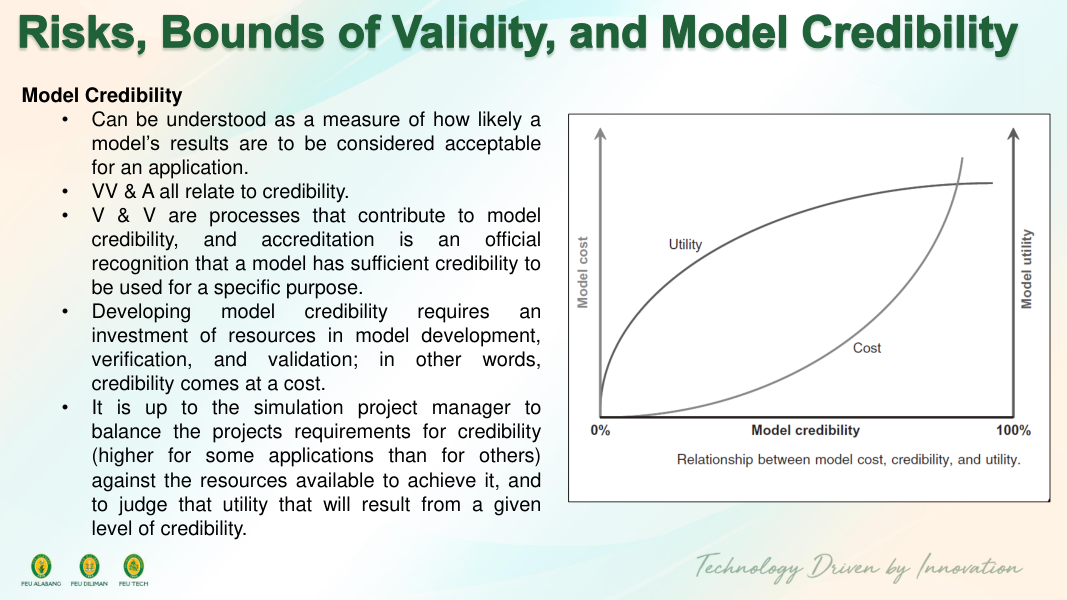 Risks, Bounds of Validity, and Model Credibility
Model Credibility
• Can be understood as a measure of how likely a
model's results are to be considered acceptable
for an application.
• VV & A all relate to credibility.
• V & V are processes that contribute to model
credibility, and accreditation is an official
recognition that a model has sufficient credibility to
be used for a specific purpose.
• Developing model credibility requires an
investment of resources in model development,
verification, and validation; in other words,
credibility comes at a cost.
• It is up to the simulation project manager to
balance the projects requirements for credibility
(higher for some applications than for others)
against the resources available to achieve it, and
to judge that utility that will result from a given
level of credibility.
Model cost
Utility
Cost
Model utility
0% Model credibility 100%
Relationship between model cost, credibility, and utility.
FEU ALABANG FEU DILIMAN FEU TECH
Technology Driven by Innovation